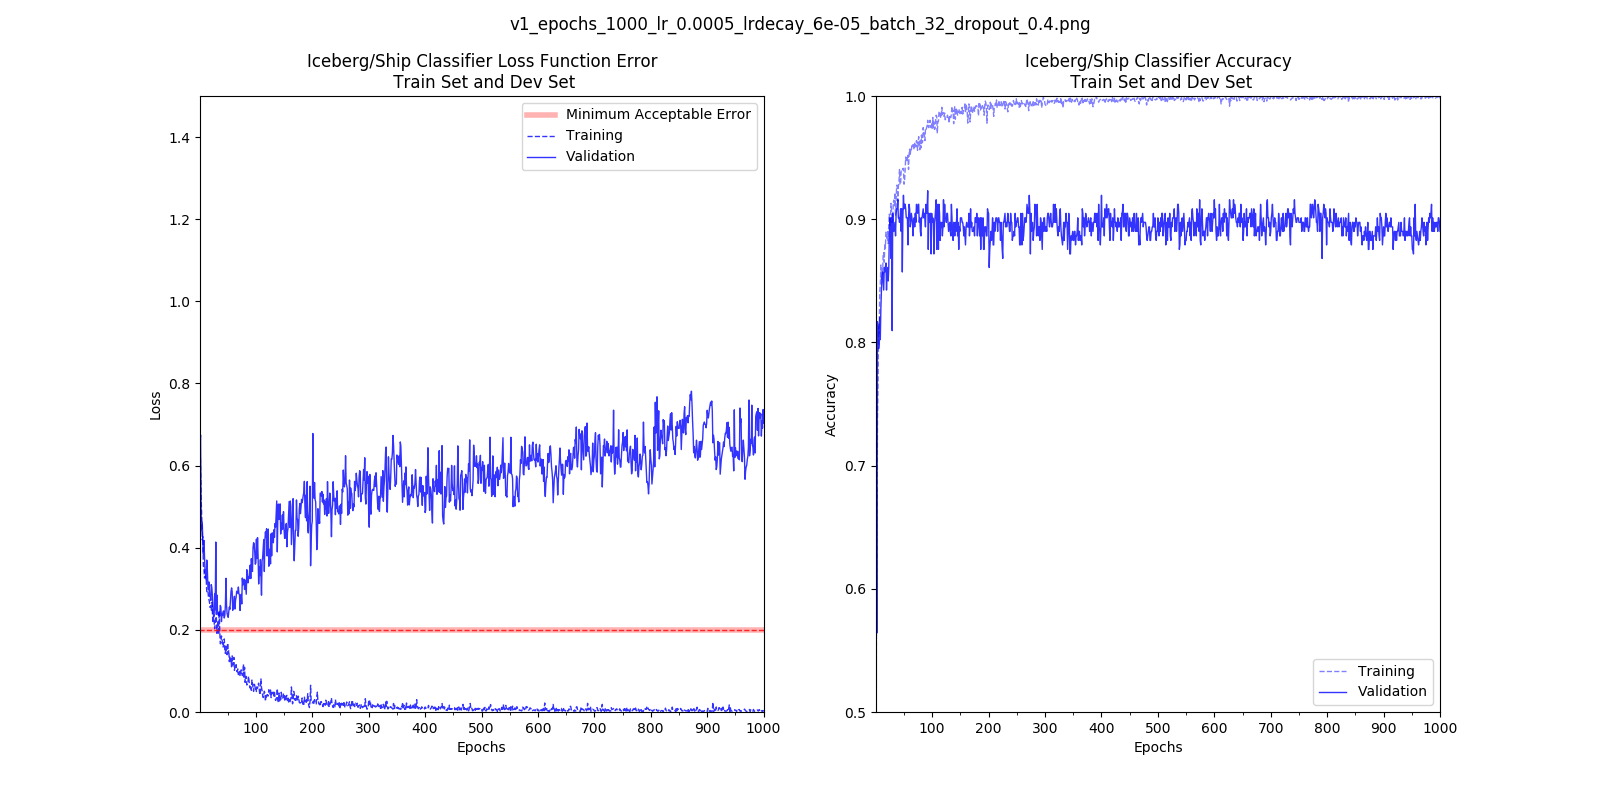 v1_epochs_1000_lr_0.0005_lrdecay_6e-05_batch_32_dropout_0.4.png
Iceberg/Ship Classifier Loss Function Error
Train Set and Dev Set
Minimum Acceptable Error
Training
Validation
1.4
1.2
1.0
0.8
0.6
0.4
0.2
0.0
Loss
100 200 300 400 500 600 700 800 900 1000
Epochs
Iceberg/Ship Classifier Accuracy
Train Set and Dev Set
1.0
0.9
0.8
0.7
0.6
0.5
Accuracy
Training
Validation
100 200 300 400 500 600 700 800 900 1000
Epochs